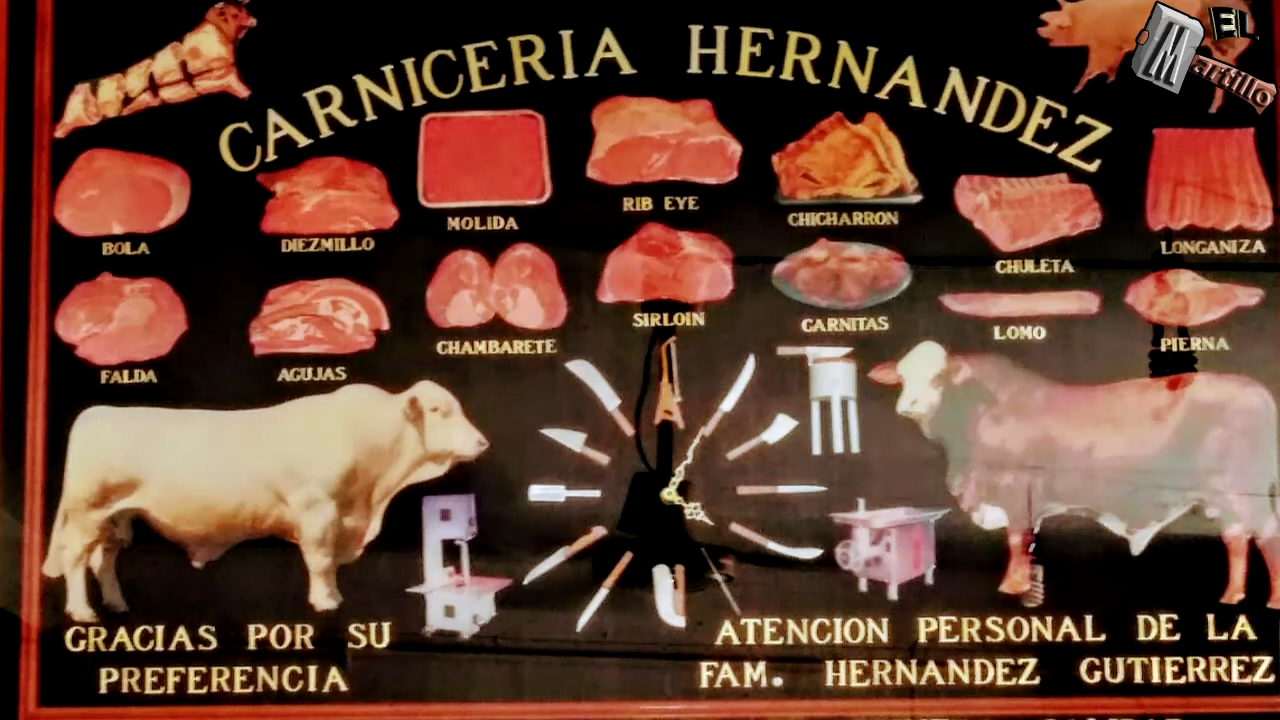 EL
Martillo
CARNICERIA HERNANDEZ
MOLIDA
RIB EYE
CHICHARRON
BOLA
DIEZMILLO
CHULETA
LONGANIZA
CHAMBARETE
SIRLOIN
CARNITAS
LOMO
PIERNA
FALDA
AGUJAS
GRACIAS POR SU
PREFERENCIA
ATENCION PERSONAL DE LA
FAM. HERNANDEZ GUTIERREZ